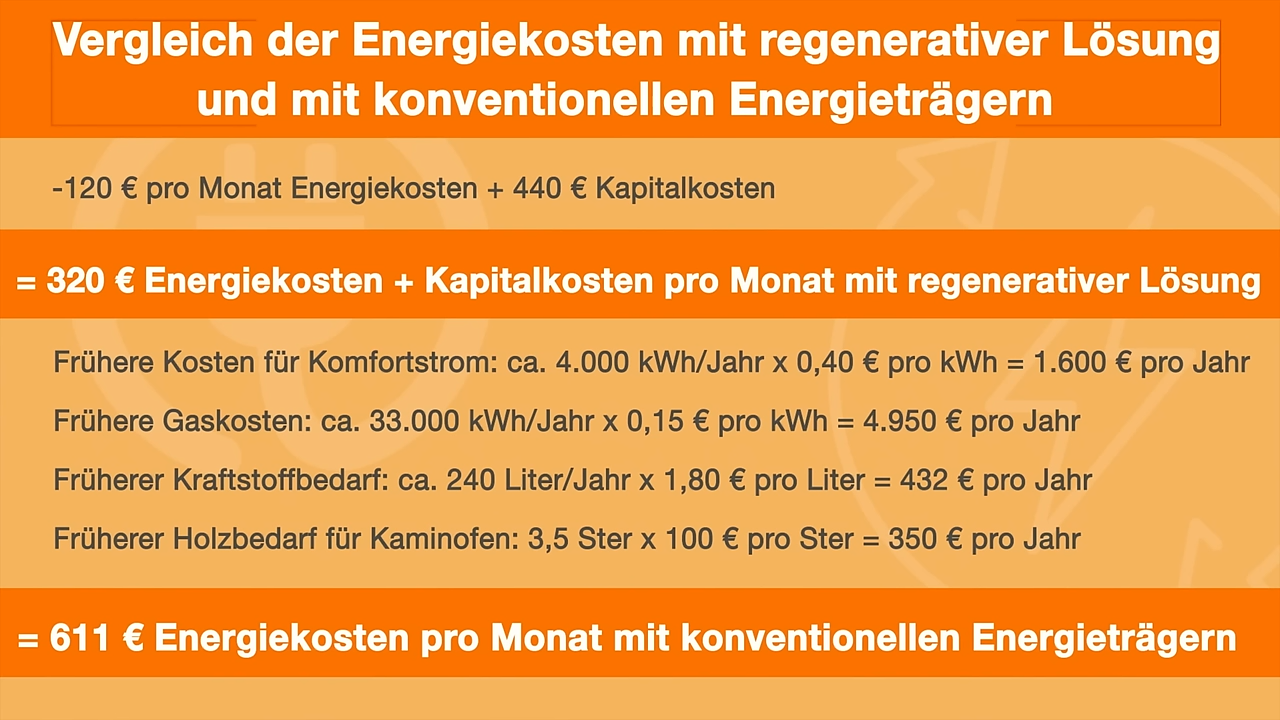 Vergleich der Energiekosten mit regenerativer Lösung
und mit konventionellen Energieträgern
-120 € pro Monat Energiekosten + 440 € Kapitalkosten
= 320 € Energiekosten + Kapitalkosten pro Monat mit regenerativer Lösung
Frühere Kosten für Komfortstrom: ca. 4.000 kWh/Jahr x 0,40 € pro kWh = 1.600 € pro Jahr
Frühere Gaskosten: ca. 33.000 kWh/Jahr x 0,15 € pro kWh = 4.950 € pro Jahr
Früherer Kraftstoffbedarf: ca. 240 Liter/Jahr x 1,80 € pro Liter = 432 € pro Jahr
Früherer Holzbedarf für Kaminofen: 3,5 Ster x 100 € pro Ster = 350 € pro Jahr
= 611 € Energiekosten pro Monat mit konventionellen Energieträgern